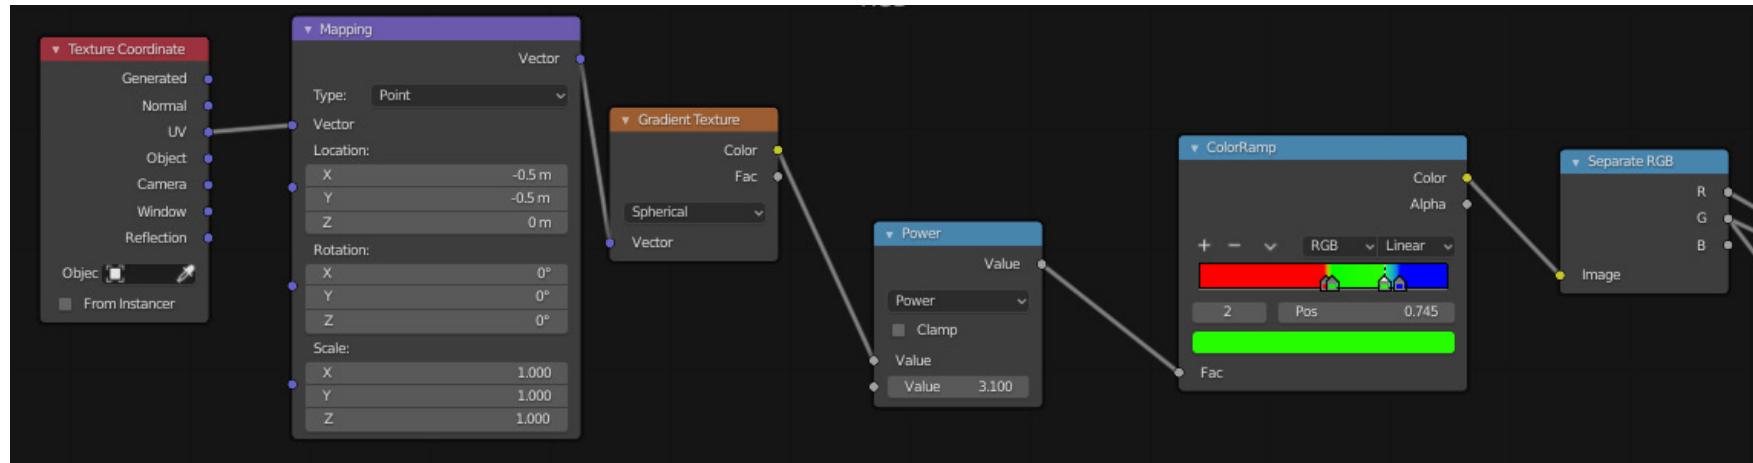 Texture Coordinate
Generated
Normal
UV
Object
Camera
Window
Reflection
Objec
From Instancer
Mapping
Vector
Type: Point
Vector
Location:
X -0.5 m
Y -0.5 m
Z 0 m
Rotation:
X 0°
Y 0°
Z 0°
Scale:
X 1.000
Y 1.000
Z 1.000
Gradient Texture
Color
Fac
Spherical
Vector
Power
Value
Power
Clamp
Value
Value 3.100
ColorRamp
Color
Alpha
RGB Linear
2 Pos 0.745
Fac
Separate RGB
R
G
B
Image